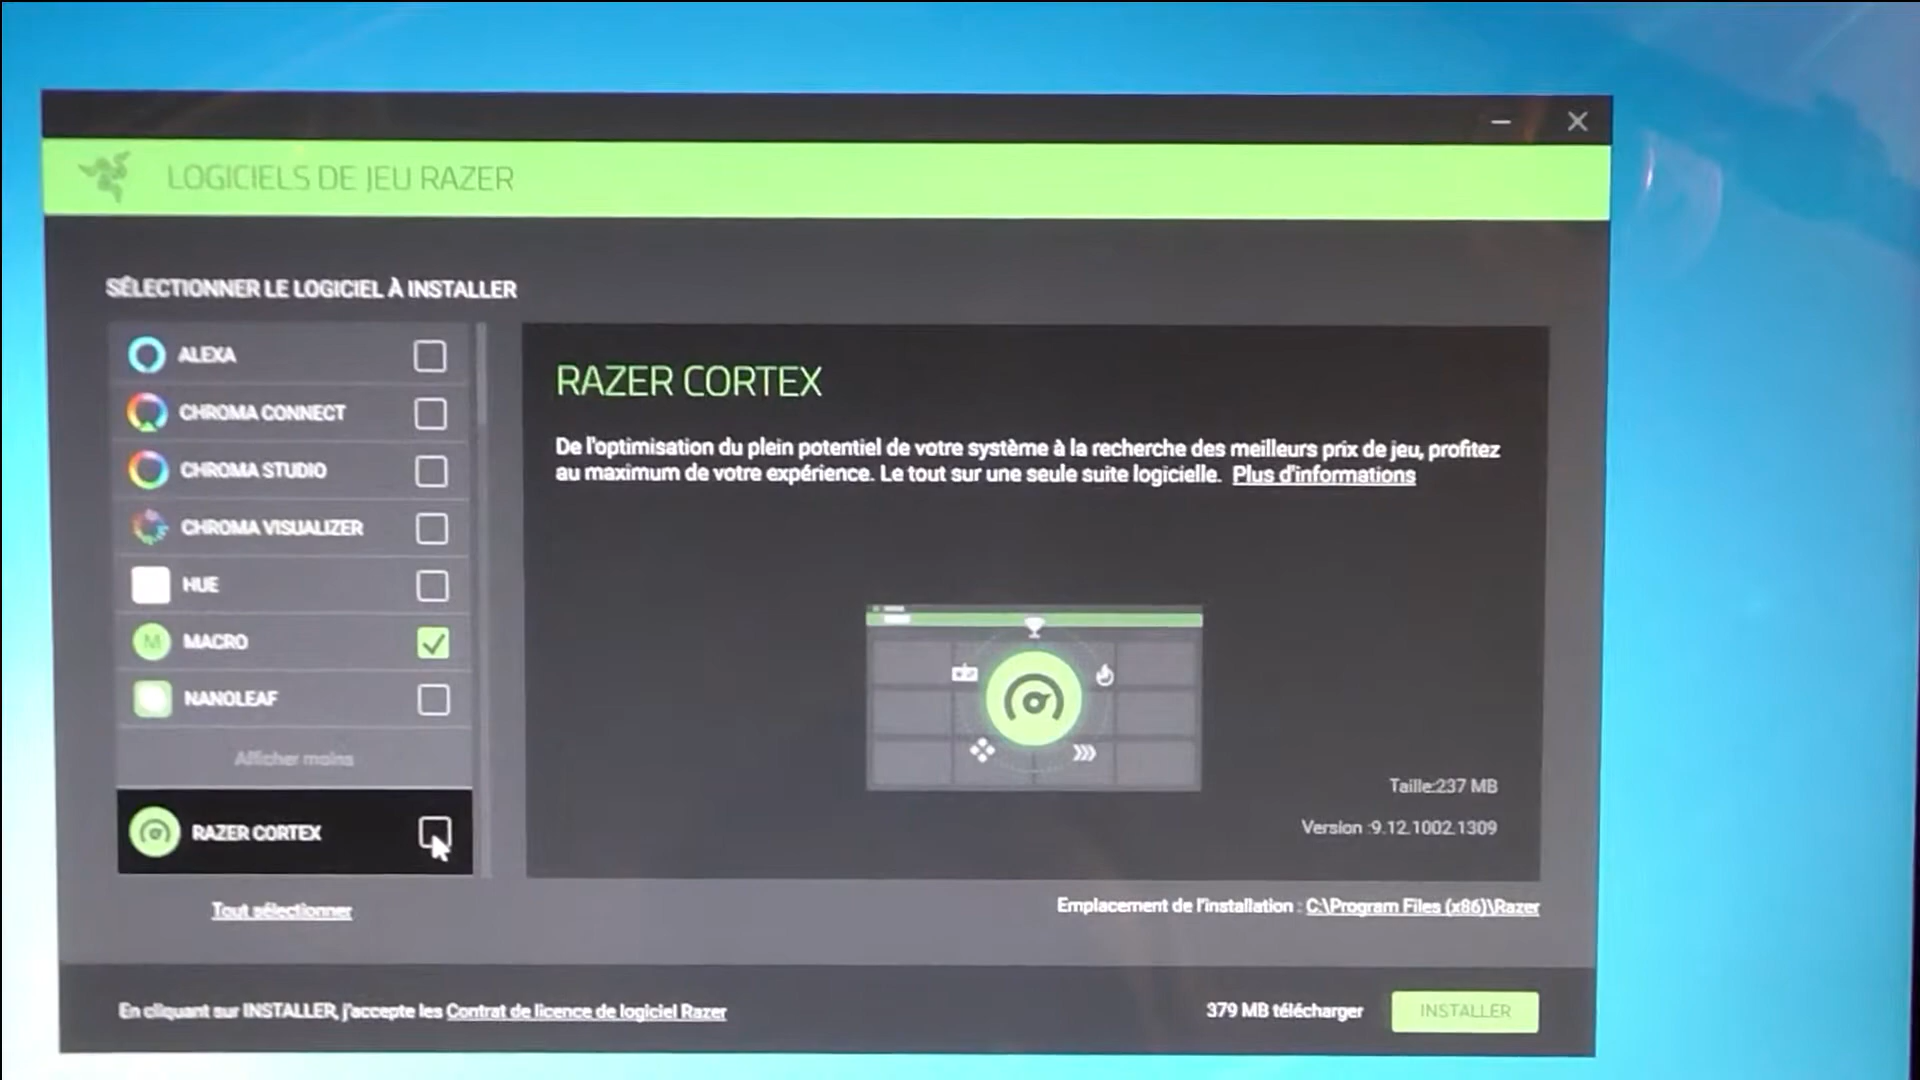 LOGICIELS DE JEU RAZER
SÉLECTIONNER LE LOGICIEL À INSTALLER
ALEXA
CHROMA CONNECT
CHROMA STUDIO
CHROMA VISUALIZER
HUE
M MACRO
NANOLEAF
Afficher moins
RAZER CORTEX
Tout sélectionner
RAZER CORTEX
De l'optimisation du plein potentiel de votre système à la recherche des meilleurs prix de jeu, profitez
au maximum de votre expérience. Le tout sur une seule suite logicielle. Plus d'informations
Taille:237 MB
Version :9.12.1002.1309
Emplacement de l'installation : C:\Program Files (x86)\Razer
En cliquant sur INSTALLER, j'accepte les Contrat de licence de logiciel Razer
379 MB télécharger
INSTALLER